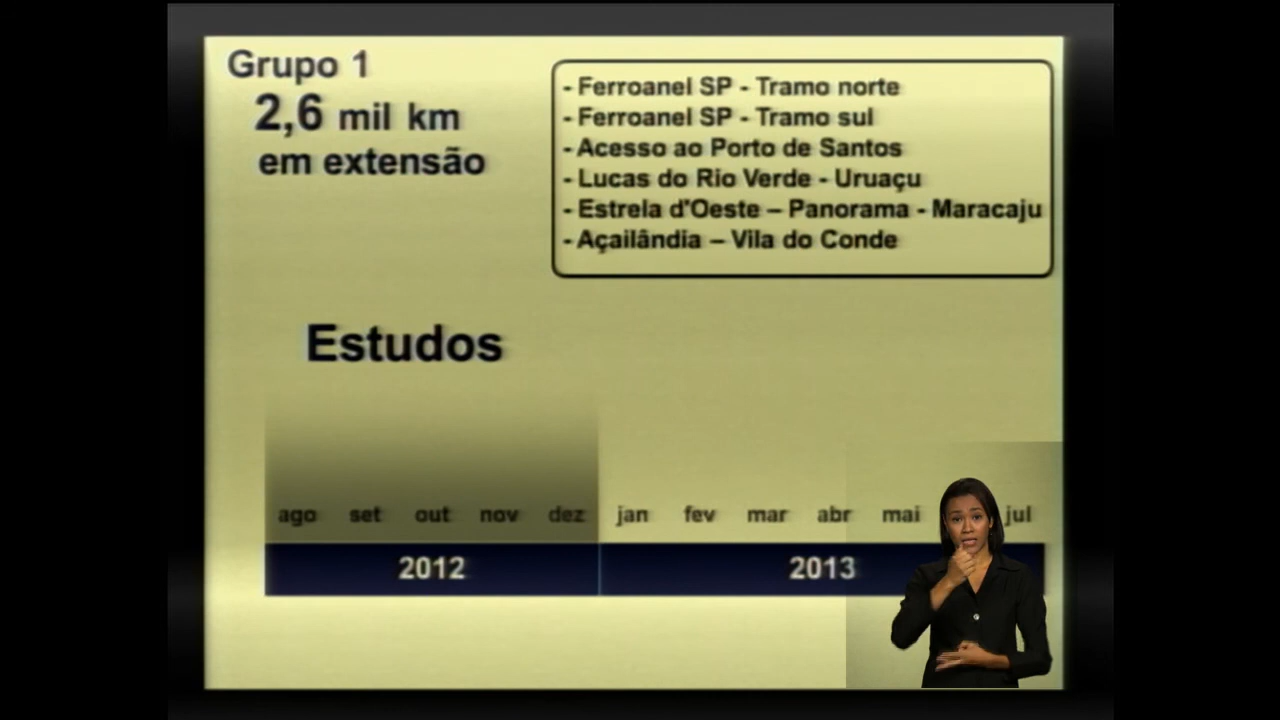 Grupo 1
2,6 mil km
em extensão
- Ferroanel SP - Tramo norte
- Ferroanel SP - Tramo sul
- Acesso ao Porto de Santos
- Lucas do Rio Verde - Uruaçu
- Estrela d'Oeste – Panorama - Maracaju
- Açailândia – Vila do Conde
Estudos
ago set out nov dez jan fev mar abr mai jul
2012 2013